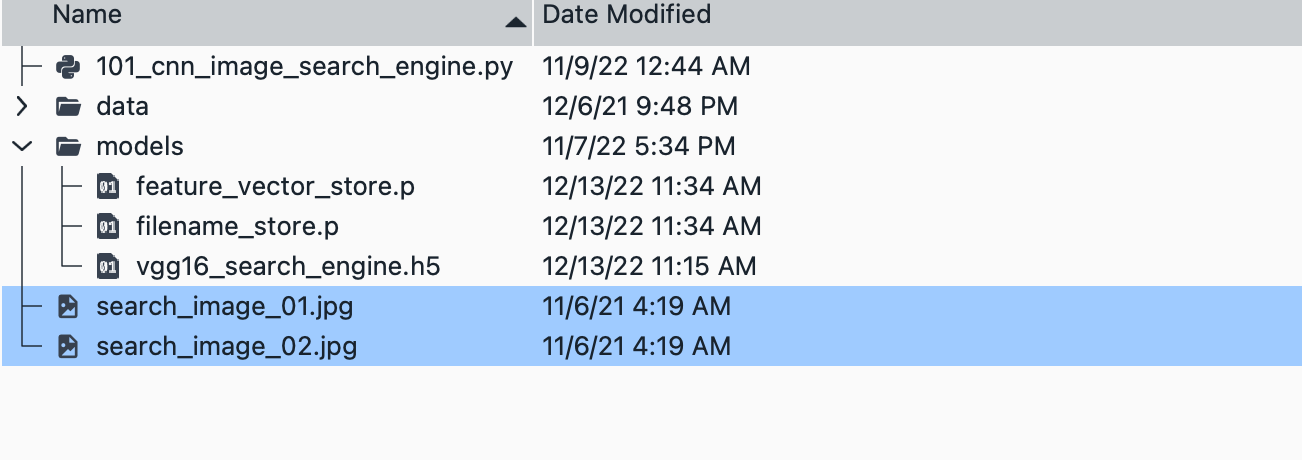 Name Date Modified
101_cnn_image_search_engine.py 11/9/22 12:44 AM
data 12/6/21 9:48 PM
models 11/7/22 5:34 PM
01 feature_vector_store.p 12/13/22 11:34 AM
01 filename_store.p 12/13/22 11:34 AM
01 vgg16_search_engine.h5 12/13/22 11:15 AM
search_image_01.jpg 11/6/21 4:19 AM
search_image_02.jpg 11/6/21 4:19 AM